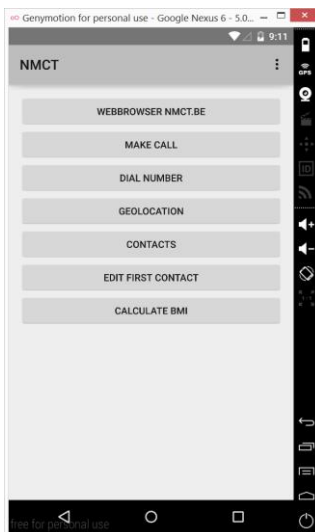 Genymotion for personal use - Google Nexus 6 - 5.0...
9:11
NMCT
GPS
WEBBROWSER NMCT.BE
MAKE CALL
DIAL NUMBER
ID
GEOLOCATION
CONTACTS
EDIT FIRST CONTACT
CALCULATE BMI
free for personal use